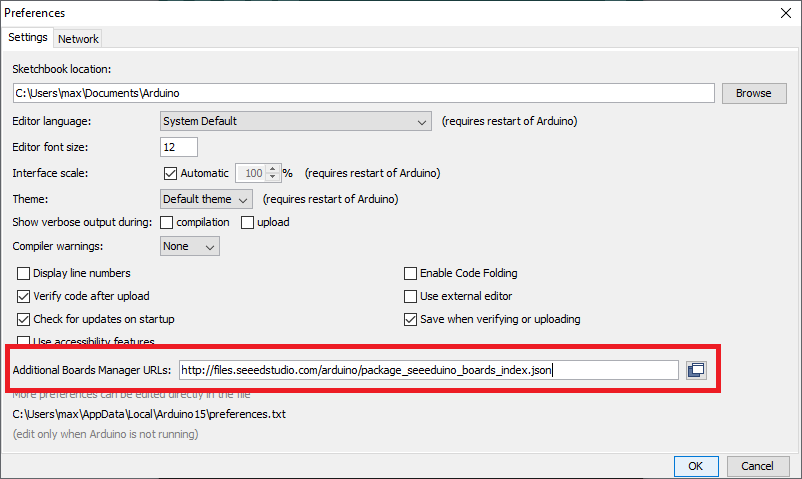 Preferences
Settings Network
Sketchbook location:
C:\Users\max\Documents\Arduino Browse
Editor language: System Default (requires restart of Arduino)
Editor font size: 12
Interface scale: Automatic 100 % (requires restart of Arduino)
Theme: Default theme (requires restart of Arduino)
Show verbose output during: compilation upload
Compiler warnings: None
Display line numbers Enable Code Folding
Verify code after upload Use external editor
Check for updates on startup Save when verifying or uploading
Use accessibility features
Additional Boards Manager URLs: http://files.seeedstudio.com/arduino/package_seeeduino_boards_index.json
More preferences can be edited directly in the file
C:\Users\max\AppData\Local\Arduino15\preferences.txt
(edit only when Arduino is not running)
OK Cancel